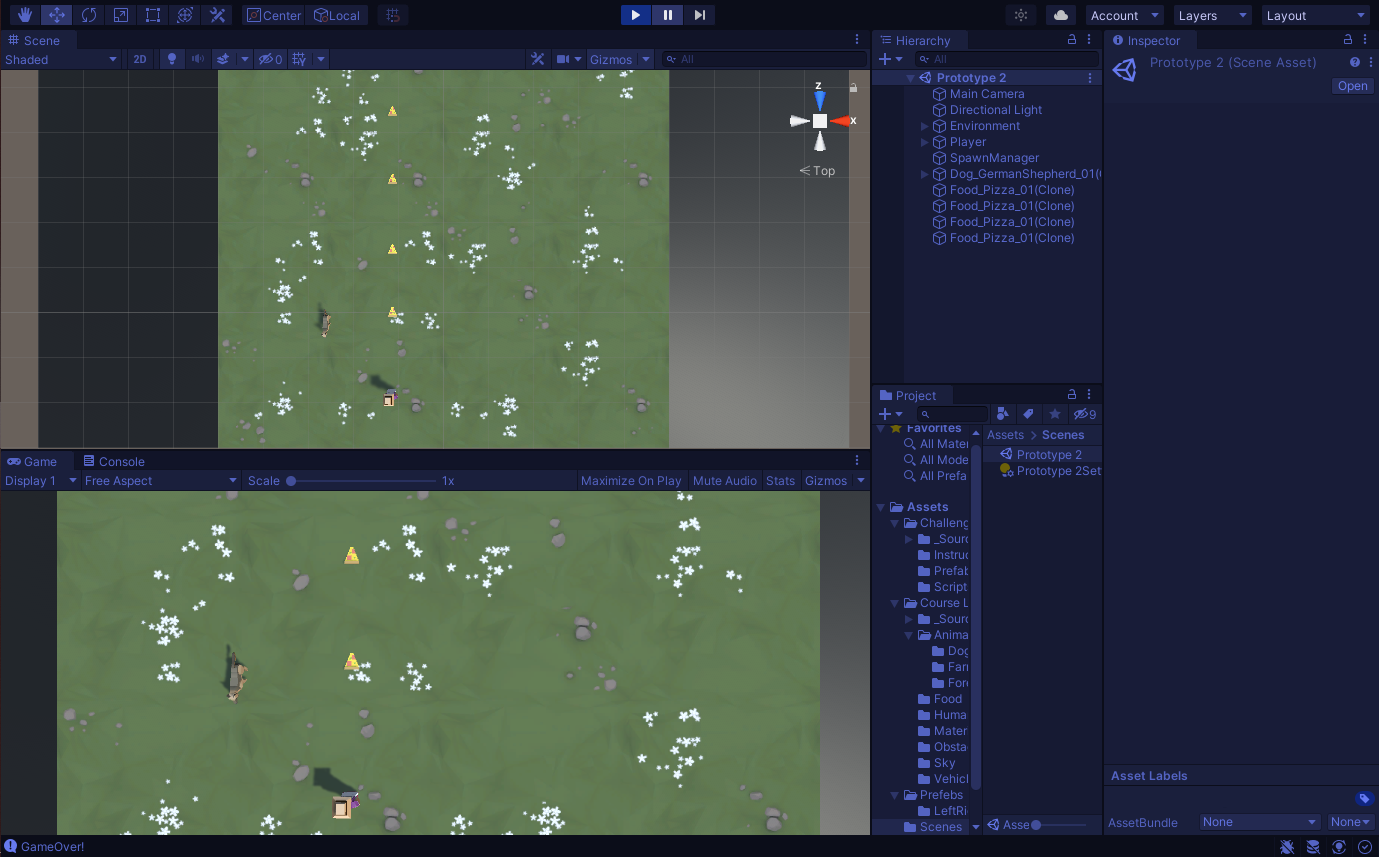 Center Local Account Layers Layout
Scene
Shaded 2D 0 Gizmos All
z
x
Top
Game Console
Display 1 Free Aspect Scale 1x Maximize On Play Mute Audio Stats Gizmos
Hierarchy
All
Prototype 2
Main Camera
Directional Light
Environment
Player
SpawnManager
Dog_GermanShepherd_01(
Food_Pizza_01(Clone)
Food_Pizza_01(Clone)
Food_Pizza_01(Clone)
Food_Pizza_01(Clone)
Project
9
Favorites
All Mater
All Mode
All Prefa
Assets
Challeng
_Sourc
Instruc
Prefab
Script
Course L
_Sourc
Anima
Dog
Far
For
Food
Huma
Mater
Obsta
Sky
Vehicl
Prefebs
LeftRi
Scenes
Assets > Scenes
Prototype 2
Prototype 2Set
Asse
Inspector
Prototype 2 (Scene Asset)
Open
Asset Labels
AssetBundle None None
GameOver!